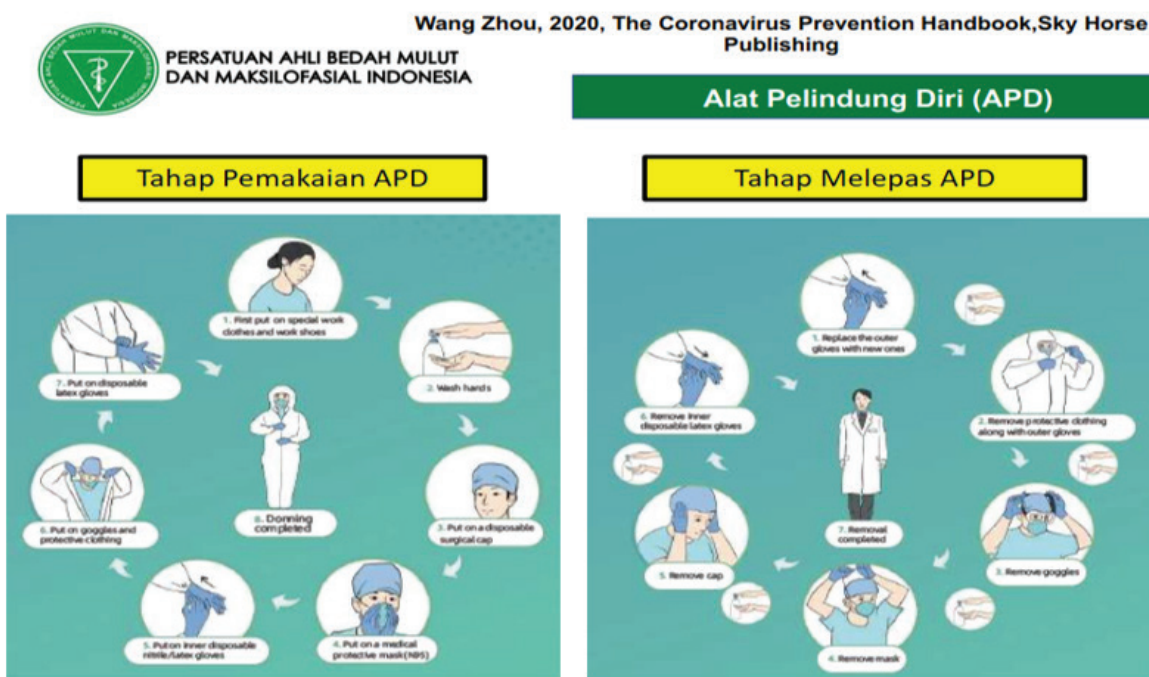 Wang Zhou, 2020, The Coronavirus Prevention Handbook,Sky Horse
Publishing
PERSATUAN AHLI BEDAH MULUT
DAN MAKSILOFASIAL INDONESIA
Alat Pelindung Diri (APD)
Tahap Pemakaian APD
1. First put on special work
clothes and work shoes
2. Wash hands
3. Put on a disposable
surgical cap
4. Put on a medical
protective mask(N95)
5. Put on inner disposable
nitrile/latex gloves
6. Put on goggles and
protective clothing
7. Put on disposable
latex gloves
8. Donning
completed
Tahap Melepas APD
1. Replace the outer
gloves with new ones
2. Remove protective clothing
along with outer gloves
3. Remove goggles
4. Remove mask
5. Remove cap
6. Remove inner
disposable latex gloves
7. Removal
completed